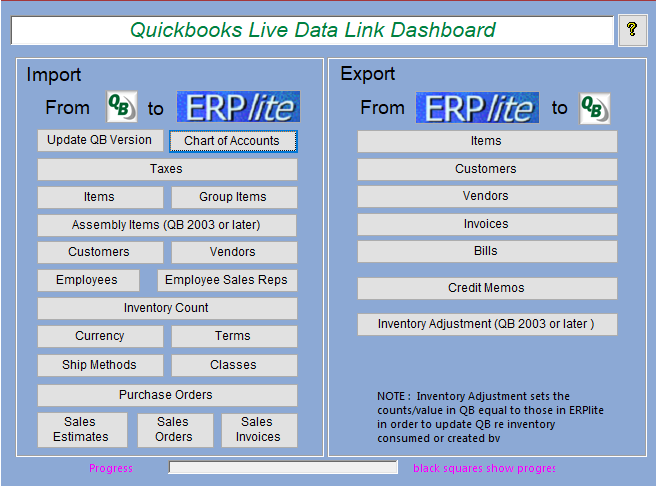 Quickbooks Live Data Link Dashboard
?
Import
From QB to ERPlite
Update QB Version
Chart of Accounts
Taxes
Items
Group Items
Assembly Items (QB 2003 or later)
Customers
Vendors
Employees
Employee Sales Reps
Inventory Count
Currency
Terms
Ship Methods
Classes
Purchase Orders
Sales
Estimates
Sales
Orders
Sales
Invoices
Export
From ERPlite to QB
Items
Customers
Vendors
Invoices
Bills
Credit Memos
Inventory Adjustment (QB 2003 or later )
NOTE : Inventory Adjustment sets the
counts/value in QB equal to those in ERPlite
in order to update QB re inventory
consumed or created by
Progress
black squares show progres